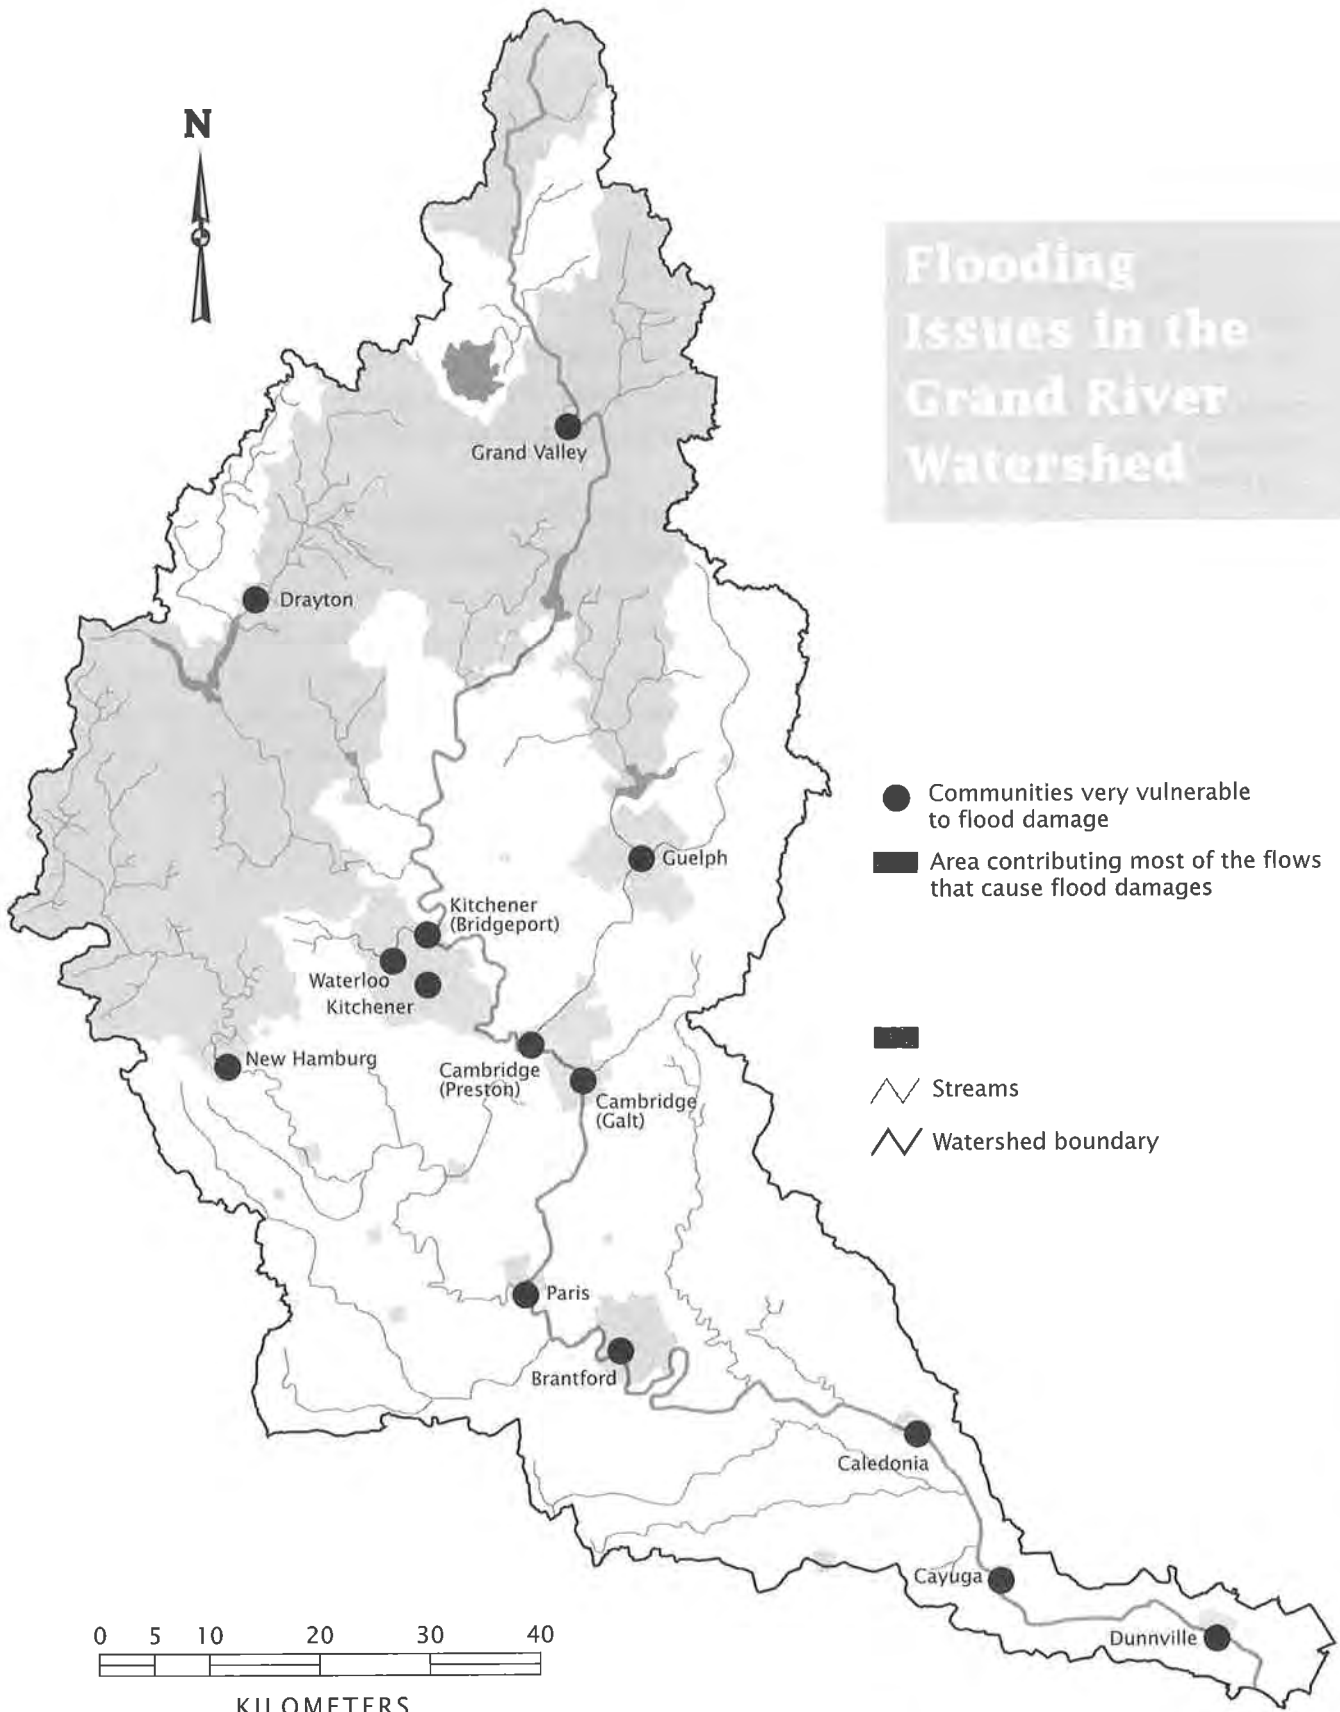 N
Flooding
Issues in the
Grand River
Watershed
Grand Valley
Drayton
Communities very vulnerable
to flood damage
Area contributing most of the flows
that cause flood damages
Guelph
Kitchener
(Bridgeport)
Waterloo
Kitchener
New Hamburg
Cambridge
(Preston)
Cambridge
(Galt)
Streams
Watershed boundary
Paris
Brantford
Caledonia
Cayuga
Dunnville
0 5 10 20 30 40
KILOMETERS